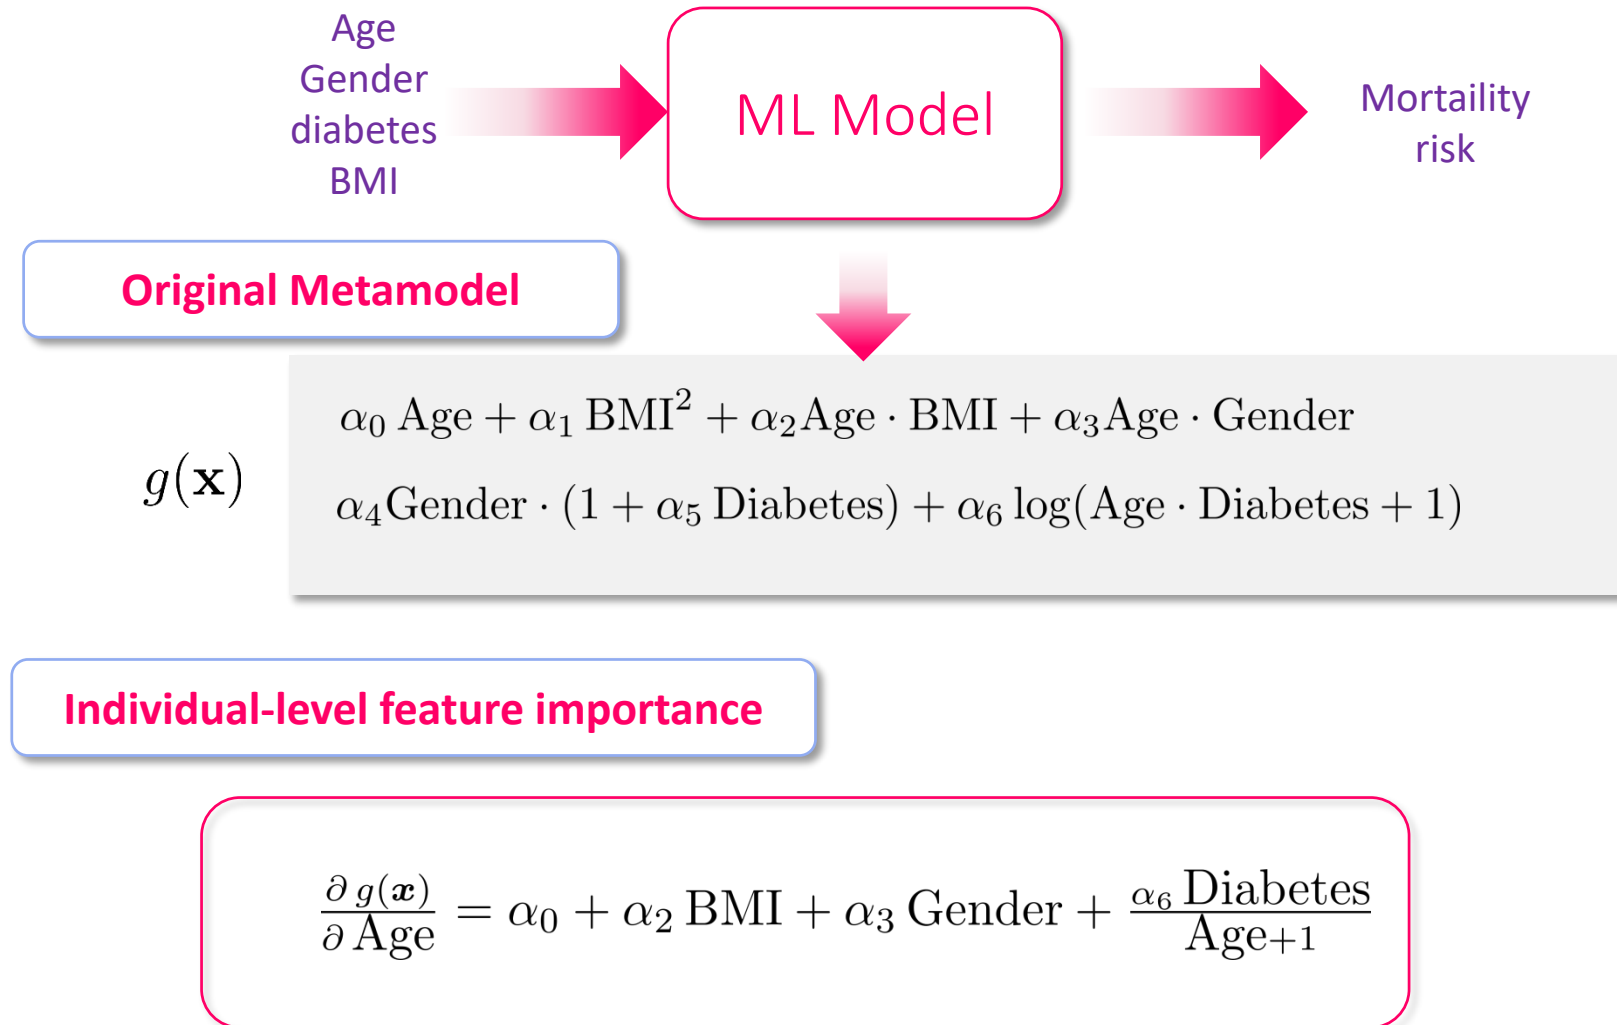 Age
Gender
diabetes
BMI
ML Model
Mortaility
risk
Original Metamodel
g(𝐱)
α₀ Age + α₁ BMI² + α₂Age · BMI + α₃Age · Gender
α₄Gender · (1 + α₅ Diabetes) + α₆ log(Age · Diabetes + 1)
Individual-level feature importance
∂ g(𝒙)/∂ Age = α₀ + α₂ BMI + α₃ Gender + α₆ Diabetes/Age+1